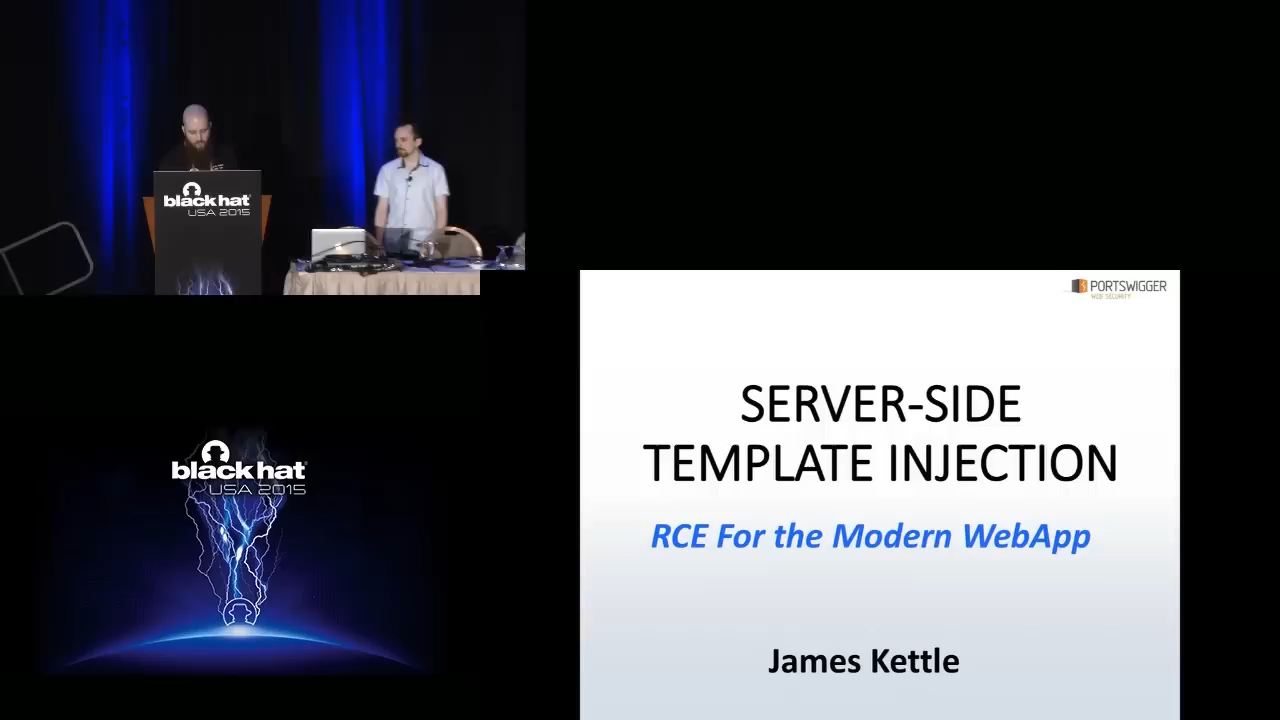 black hat
USA 2015
PORTSWIGGER
WEB SECURITY
SERVER-SIDE
TEMPLATE INJECTION
RCE For the Modern WebApp
James Kettle
black hat
USA 2015